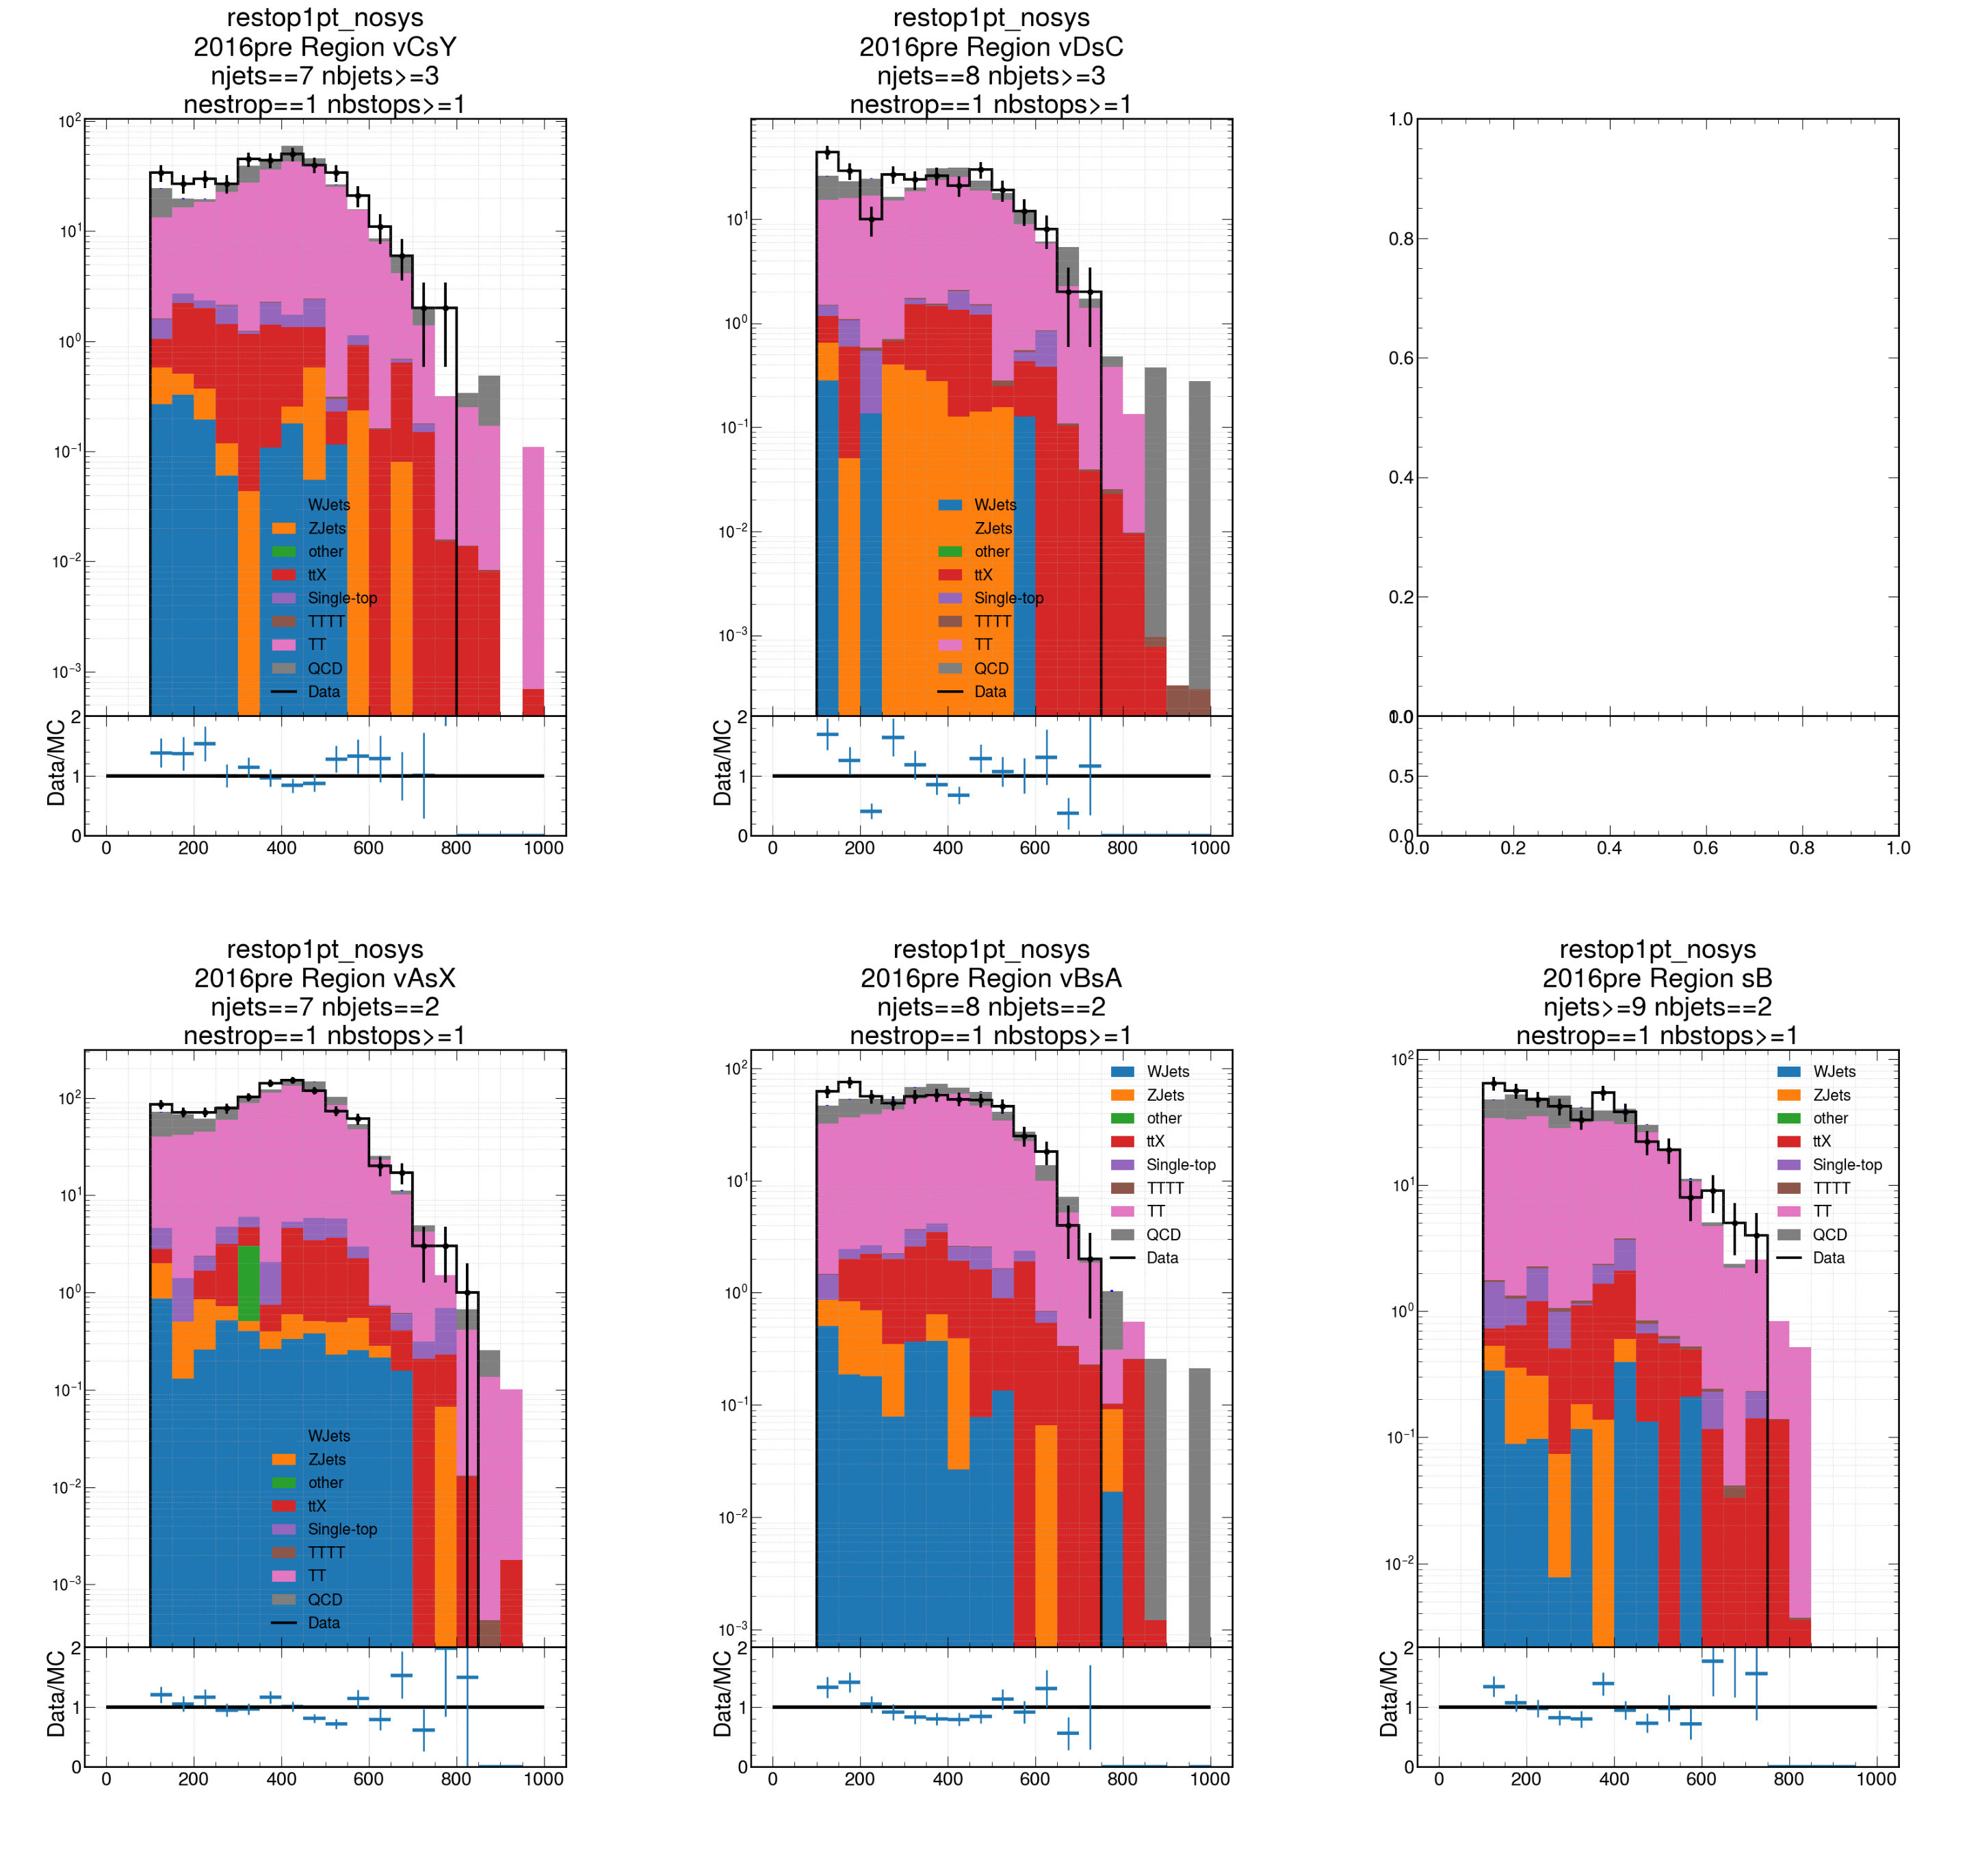 restop1pt_nosys
2016pre Region vCsY
njets==7 nbjets>=3
nestrop==1 nbstops>=1
10²
10¹
10⁰
10⁻¹
10⁻²
10⁻³
WJets
ZJets
other
ttX
Single-top
TTTT
TT
QCD
Data
Data/MC
2
1
0
0 200 400 600 800 1000
restop1pt_nosys
2016pre Region vDsC
njets==8 nbjets>=3
nestrop==1 nbstops>=1
10¹
10⁰
10⁻¹
10⁻²
10⁻³
WJets
ZJets
other
ttX
Single-top
TTTT
TT
QCD
Data
Data/MC
2
1
0
0 200 400 600 800 1000
1.0
0.8
0.6
0.4
0.2
0.0
1.0
0.5
0.0
0.0 0.2 0.4 0.6 0.8 1.0
restop1pt_nosys
2016pre Region vAsX
njets==7 nbjets==2
nestrop==1 nbstops>=1
10²
10¹
10⁰
10⁻¹
10⁻²
10⁻³
WJets
ZJets
other
ttX
Single-top
TTTT
TT
QCD
Data
Data/MC
2
1
0
0 200 400 600 800 1000
restop1pt_nosys
2016pre Region vBsA
njets==8 nbjets==2
nestrop==1 nbstops>=1
10²
10¹
10⁰
10⁻¹
10⁻²
10⁻³
WJets
ZJets
other
ttX
Single-top
TTTT
TT
QCD
Data
Data/MC
2
1
0
0 200 400 600 800 1000
restop1pt_nosys
2016pre Region sB
njets>=9 nbjets==2
nestrop==1 nbstops>=1
10²
10¹
10⁰
10⁻¹
10⁻²
WJets
ZJets
other
ttX
Single-top
TTTT
TT
QCD
Data
Data/MC
2
1
0
0 200 400 600 800 1000